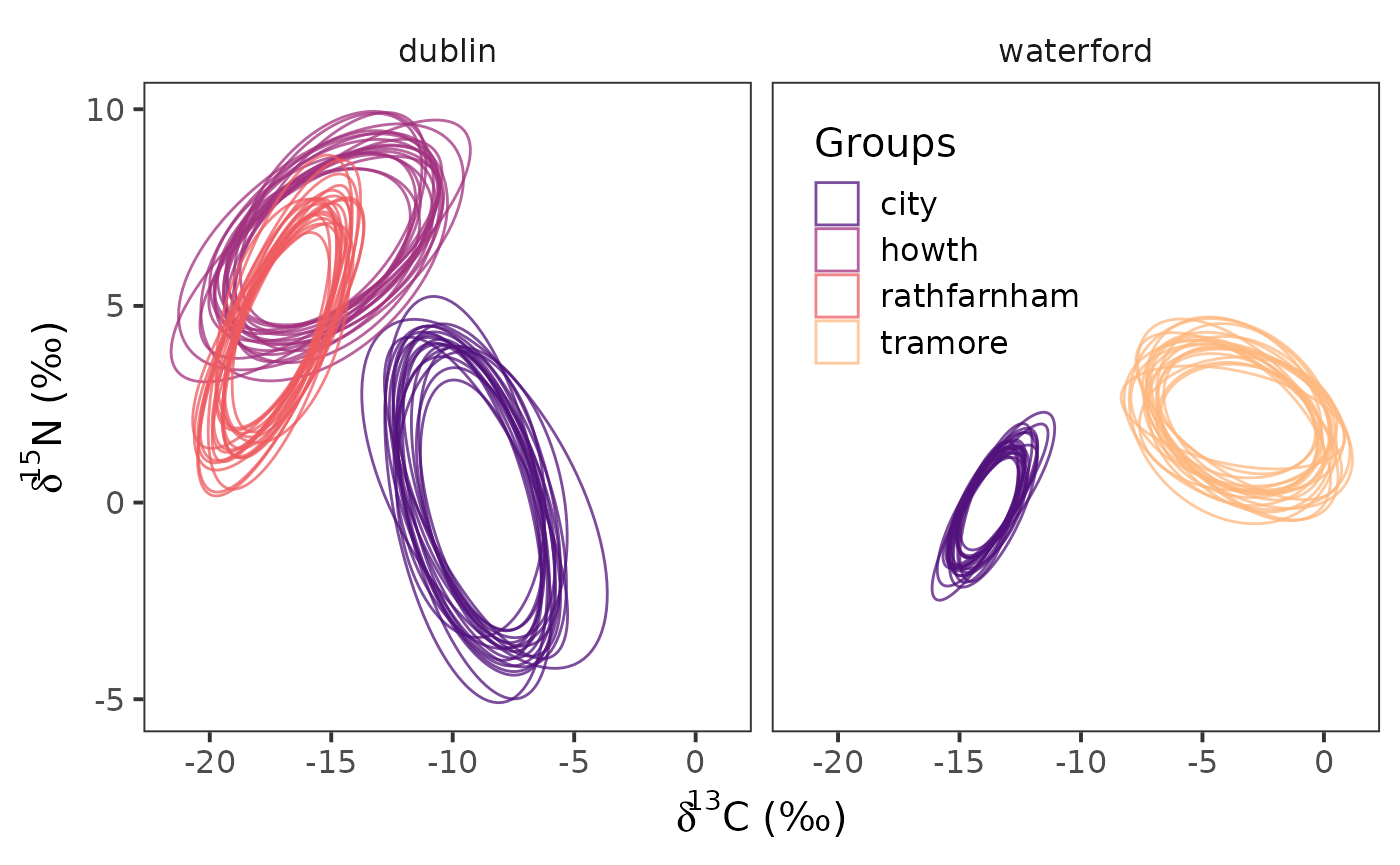 dublin
waterford
10
5
0
-5
δ¹⁵N (‰)
Groups
city
howth
rathfarnham
tramore
-20 -15 -10 -5 0
-20 -15 -10 -5 0
δ¹³C (‰)